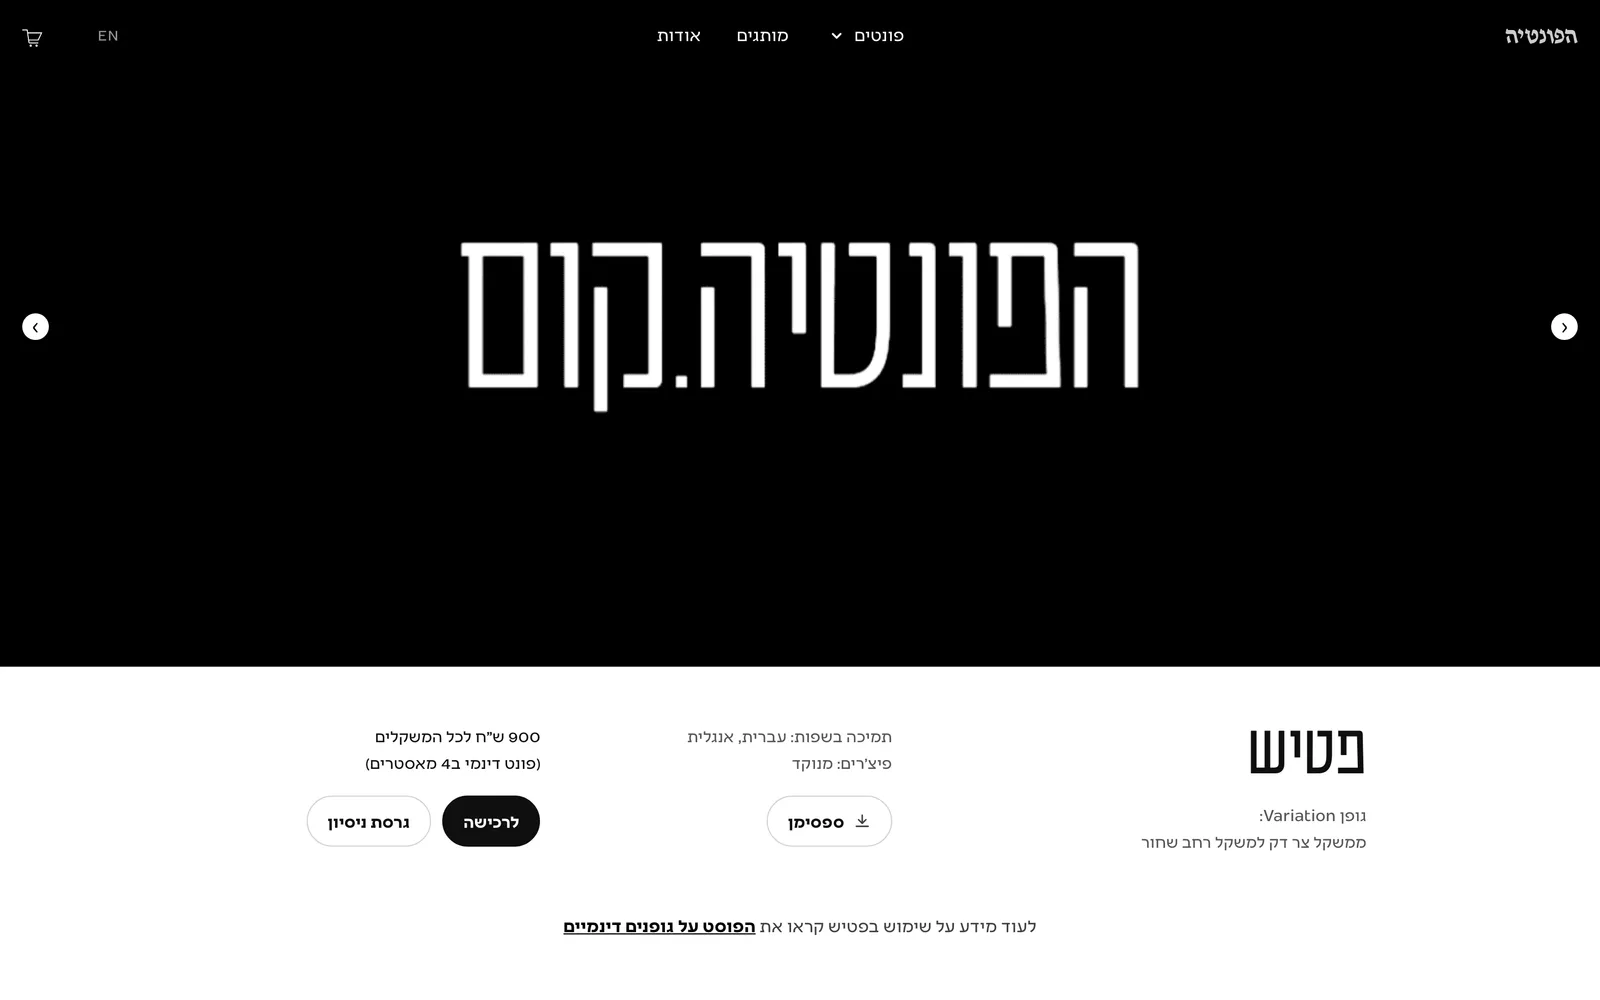 הפונטיה
פונטים
מותגים
אודות
EN
הפונטיה.קום
פטיש
גופן Variation:
ממשקל צר דק למשקל רחב שחור
תמיכה בשפות: עברית, אנגלית
פיצ׳רים: מנוקד
ספסימן
900 ש״ח לכל המשקלים
(פונט דינמי ב4 מאסטרים)
לרכישה
גרסת ניסיון
לעוד מידע על שימוש בפטיש קראו את הפוסט על גופנים דינמיים